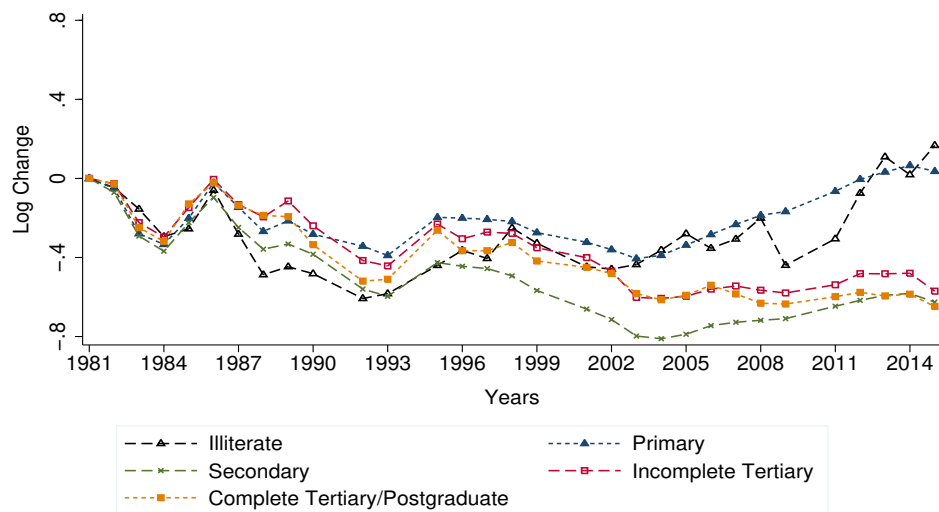 .8
.4
0
-.4
-.8
Log Change
1981 1984 1987 1990 1993 1996 1999 2002 2005 2008 2011 2014
Years
Illiterate Primary
Secondary Incomplete Tertiary
Complete Tertiary/Postgraduate